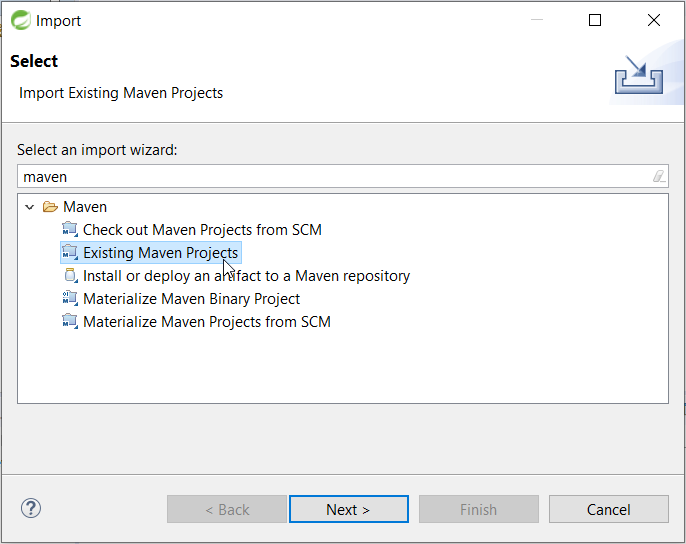 Import
Select
Import Existing Maven Projects
Select an import wizard:
maven
Maven
Check out Maven Projects from SCM
Existing Maven Projects
Install or deploy an artifact to a Maven repository
Materialize Maven Binary Project
Materialize Maven Projects from SCM
? < Back Next > Finish Cancel